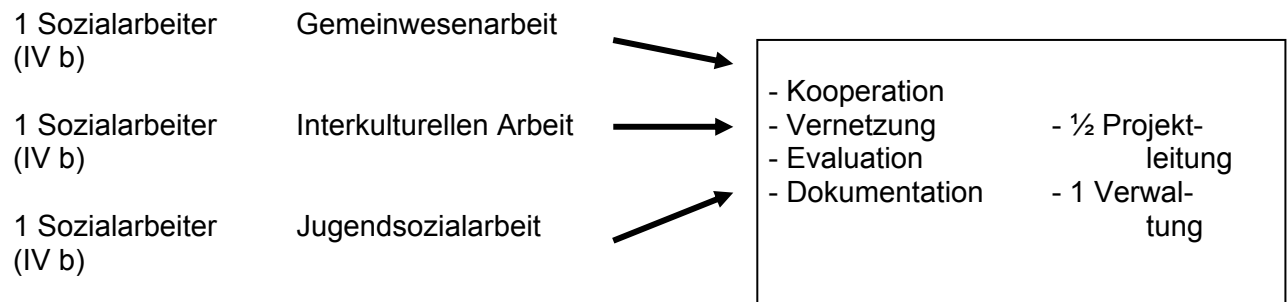 1 Sozialarbeiter Gemeinwesenarbeit
(IV b)
1 Sozialarbeiter Interkulturellen Arbeit
(IV b)
1 Sozialarbeiter Jugendsozialarbeit
(IV b)
- Kooperation
- Vernetzung - ½ Projekt-
- Evaluation leitung
- Dokumentation - 1 Verwal-
tung